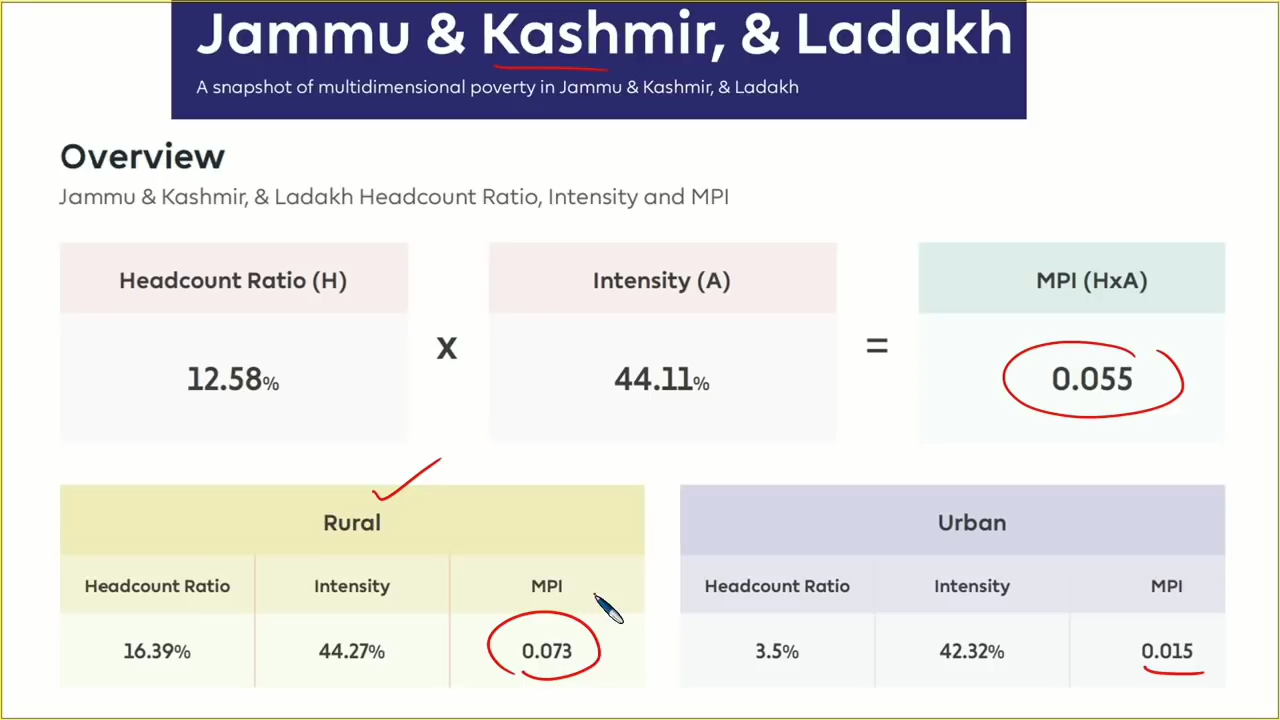 Jammu & Kashmir, & Ladakh
A snapshot of multidimensional poverty in Jammu & Kashmir, & Ladakh
Overview
Jammu & Kashmir, & Ladakh Headcount Ratio, Intensity and MPI
Headcount Ratio (H)
12.58%
x
Intensity (A)
44.11%
=
MPI (HxA)
0.055
Rural
Headcount Ratio Intensity MPI
16.39% 44.27% 0.073
Urban
Headcount Ratio Intensity MPI
3.5% 42.32% 0.015